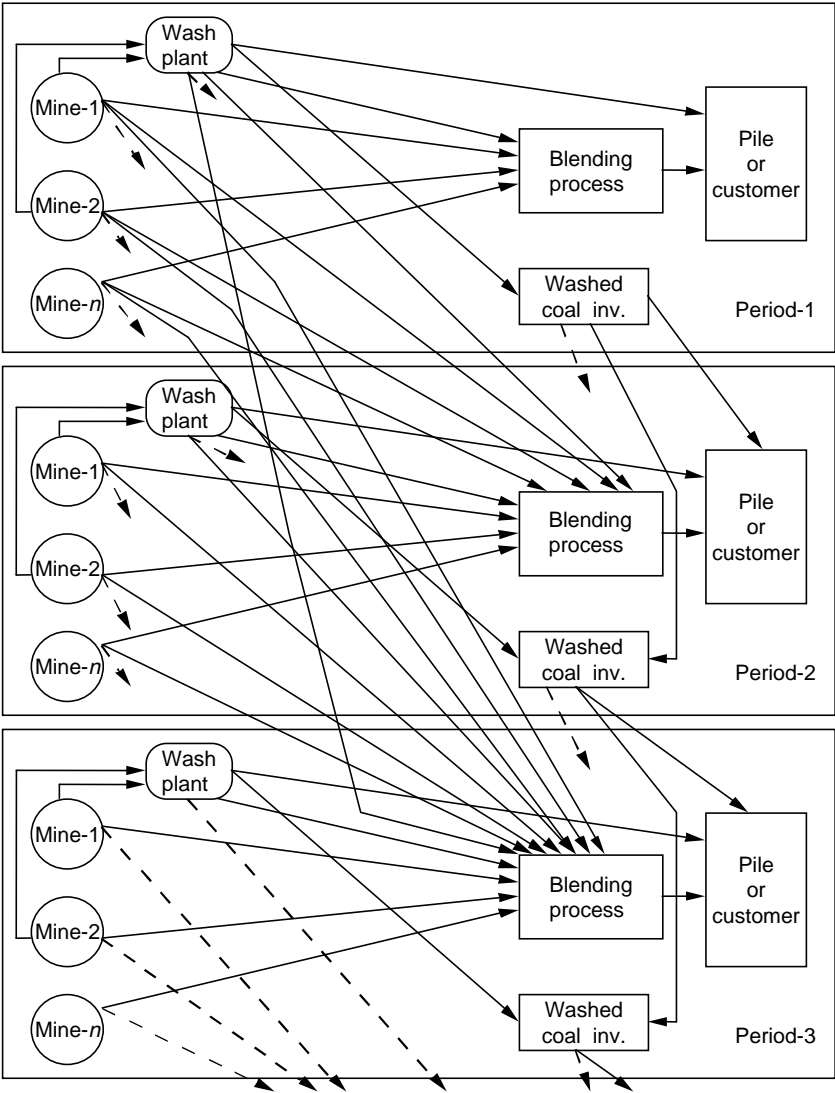 Wash
plant
Mine-1
Mine-2
Mine-n
Blending
process
Pile
or
customer
Washed
coal inv.
Period-1
Wash
plant
Mine-1
Mine-2
Mine-n
Blending
process
Pile
or
customer
Washed
coal inv.
Period-2
Wash
plant
Mine-1
Mine-2
Mine-n
Blending
process
Pile
or
customer
Washed
coal inv.
Period-3